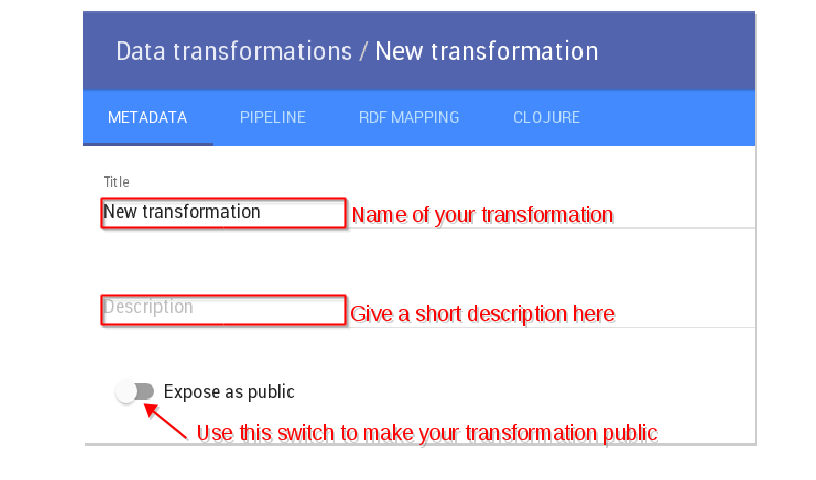 Data transformations / New transformation
METADATA PIPELINE RDF MAPPING CLOJURE
Title
New transformation Name of your transformation
Description Give a short description here
Expose as public
Use this switch to make your transformation public